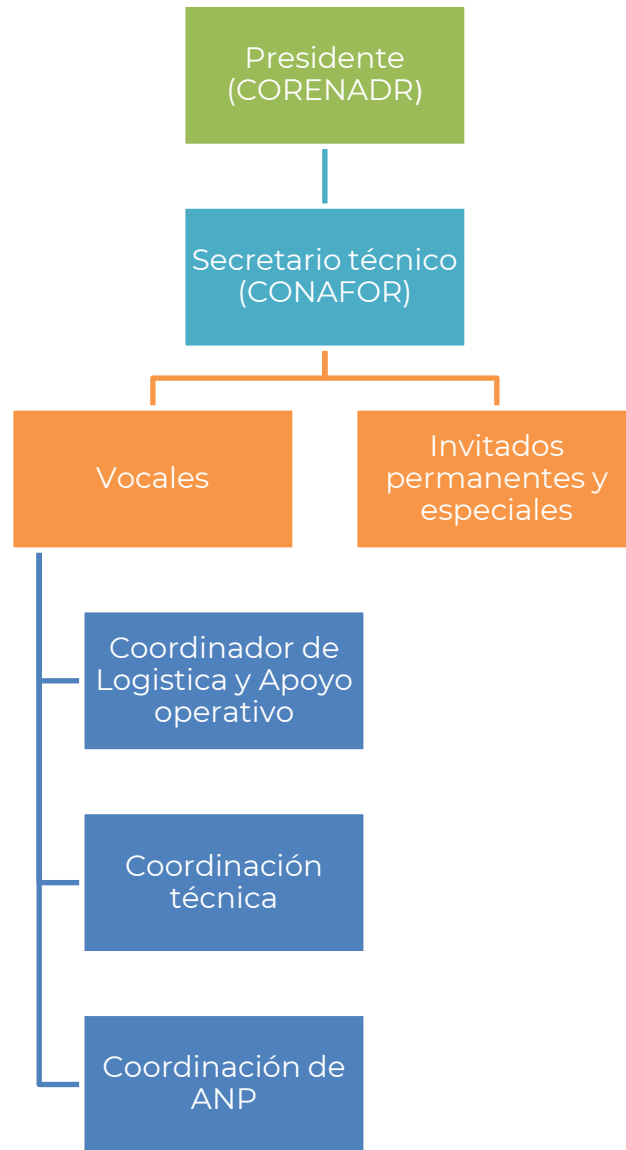 Presidente
(CORENADR)
Secretario técnico
(CONAFOR)
Vocales
Invitados
permanentes y
especiales
Coordinador de
Logistica y Apoyo
operativo
Coordinación
técnica
Coordinación de
ANP